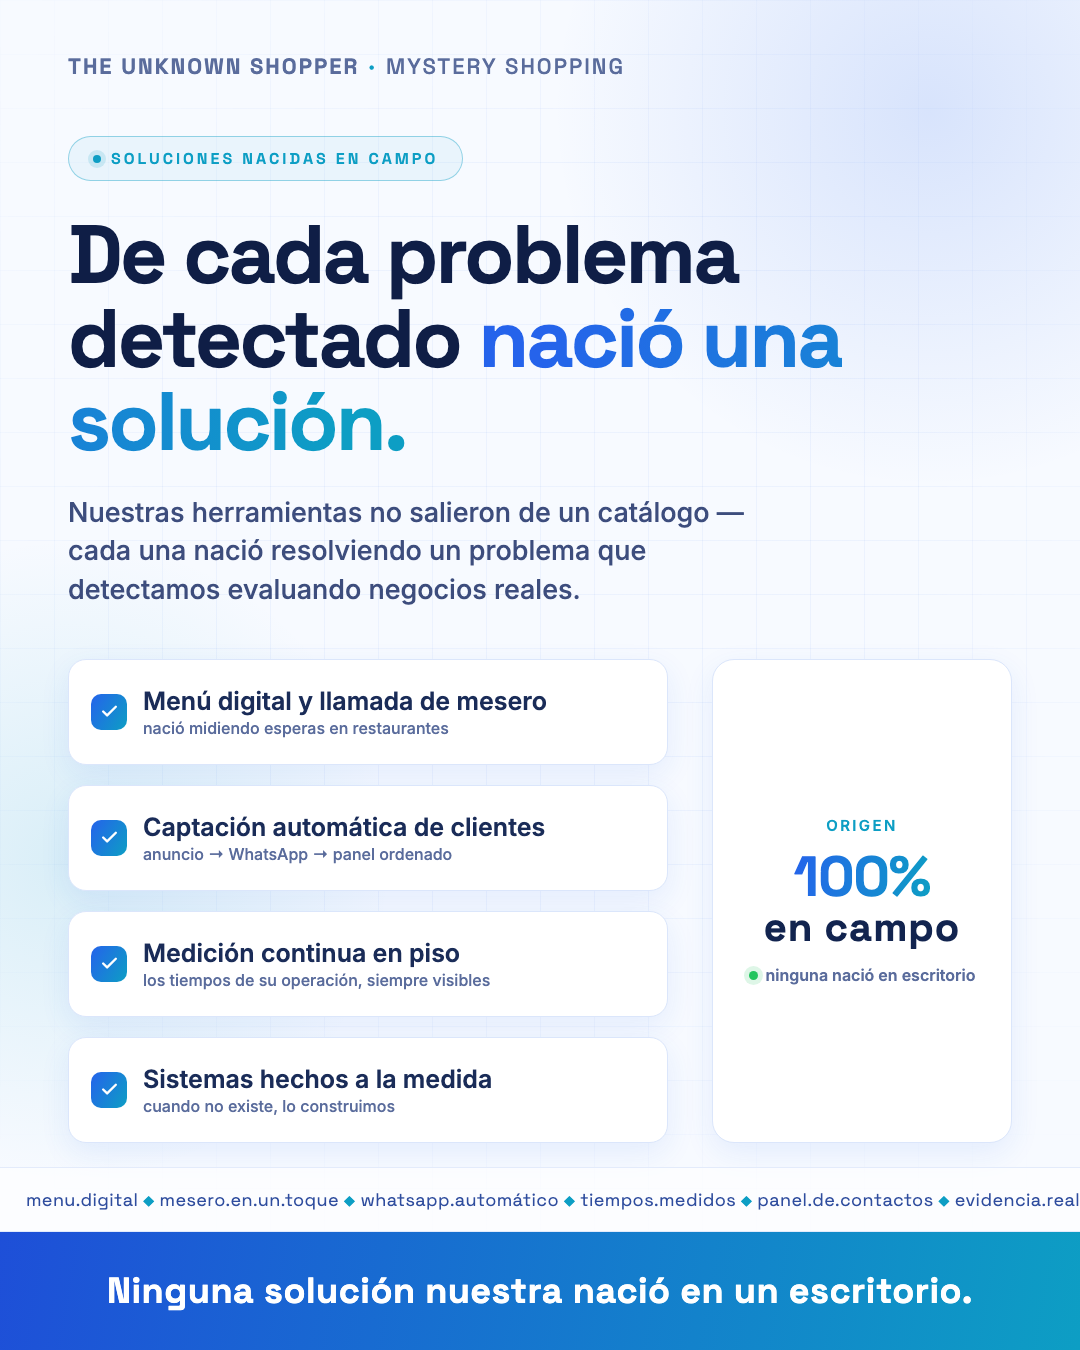 THE UNKNOWN SHOPPER • MYSTERY SHOPPING
SOLUCIONES NACIDAS EN CAMPO
De cada problema
detectado nació una
solución.
Nuestras herramientas no salieron de un catálogo —
cada una nació resolviendo un problema que
detectamos evaluando negocios reales.
Menú digital y llamada de mesero
nació midiendo esperas en restaurantes
Captación automática de clientes
anuncio → WhatsApp → panel ordenado
Medición continua en piso
los tiempos de su operación, siempre visibles
Sistemas hechos a la medida
cuando no existe, lo construimos
ORIGEN
100%
en campo
ninguna nació en escritorio
menu.digital ◆ mesero.en.un.toque ◆ whatsapp.automático ◆ tiempos.medidos ◆ panel.de.contactos ◆ evidencia.real
Ninguna solución nuestra nació en un escritorio.